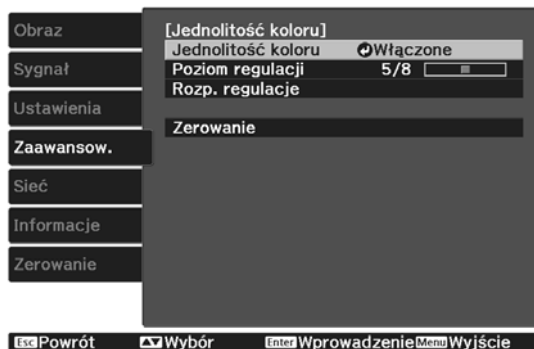 Obraz
Sygnał
Ustawienia
Zaawansow.
Sieć
Informacje
Zerowanie
[Jednolitość koloru]
Jednolitość koloru Włączone
Poziom regulacji 5/8
Rozp. regulacje
Zerowanie
Esc Powrót Wybór Enter Wprowadzenie Menu Wyjście